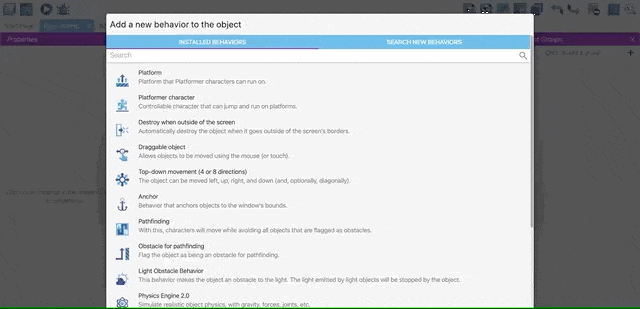 Add a new behavior to the object
INSTALLED BEHAVIORS
SEARCH NEW BEHAVIORS
Properties
Groups
Search
Platform
Platform that Platformer characters can run on.
Platformer character
Controllable character that can jump and run on platforms.
Destroy when outside of the screen
Automatically destroy the object when it goes outside of the screen's borders.
Draggable object
Allows objects to be moved using the mouse (or touch).
Top-down movement (4 or 8 directions)
The object can be moved left, up, right, and down (and, optionally, diagonally).
Anchor
Behavior that anchors objects to the window's bounds.
Pathfinding
With this, characters will move while avoiding all objects that are flagged as obstacles.
Obstacle for pathfinding
Flag the object as being an obstacle for pathfinding.
Light Obstacle Behavior
This behavior makes the object an obstacle to the light. The light emitted by light objects will be stopped by the object.
Physics Engine 2.0
Simulate realistic object physics, with gravity, forces, joints, etc.